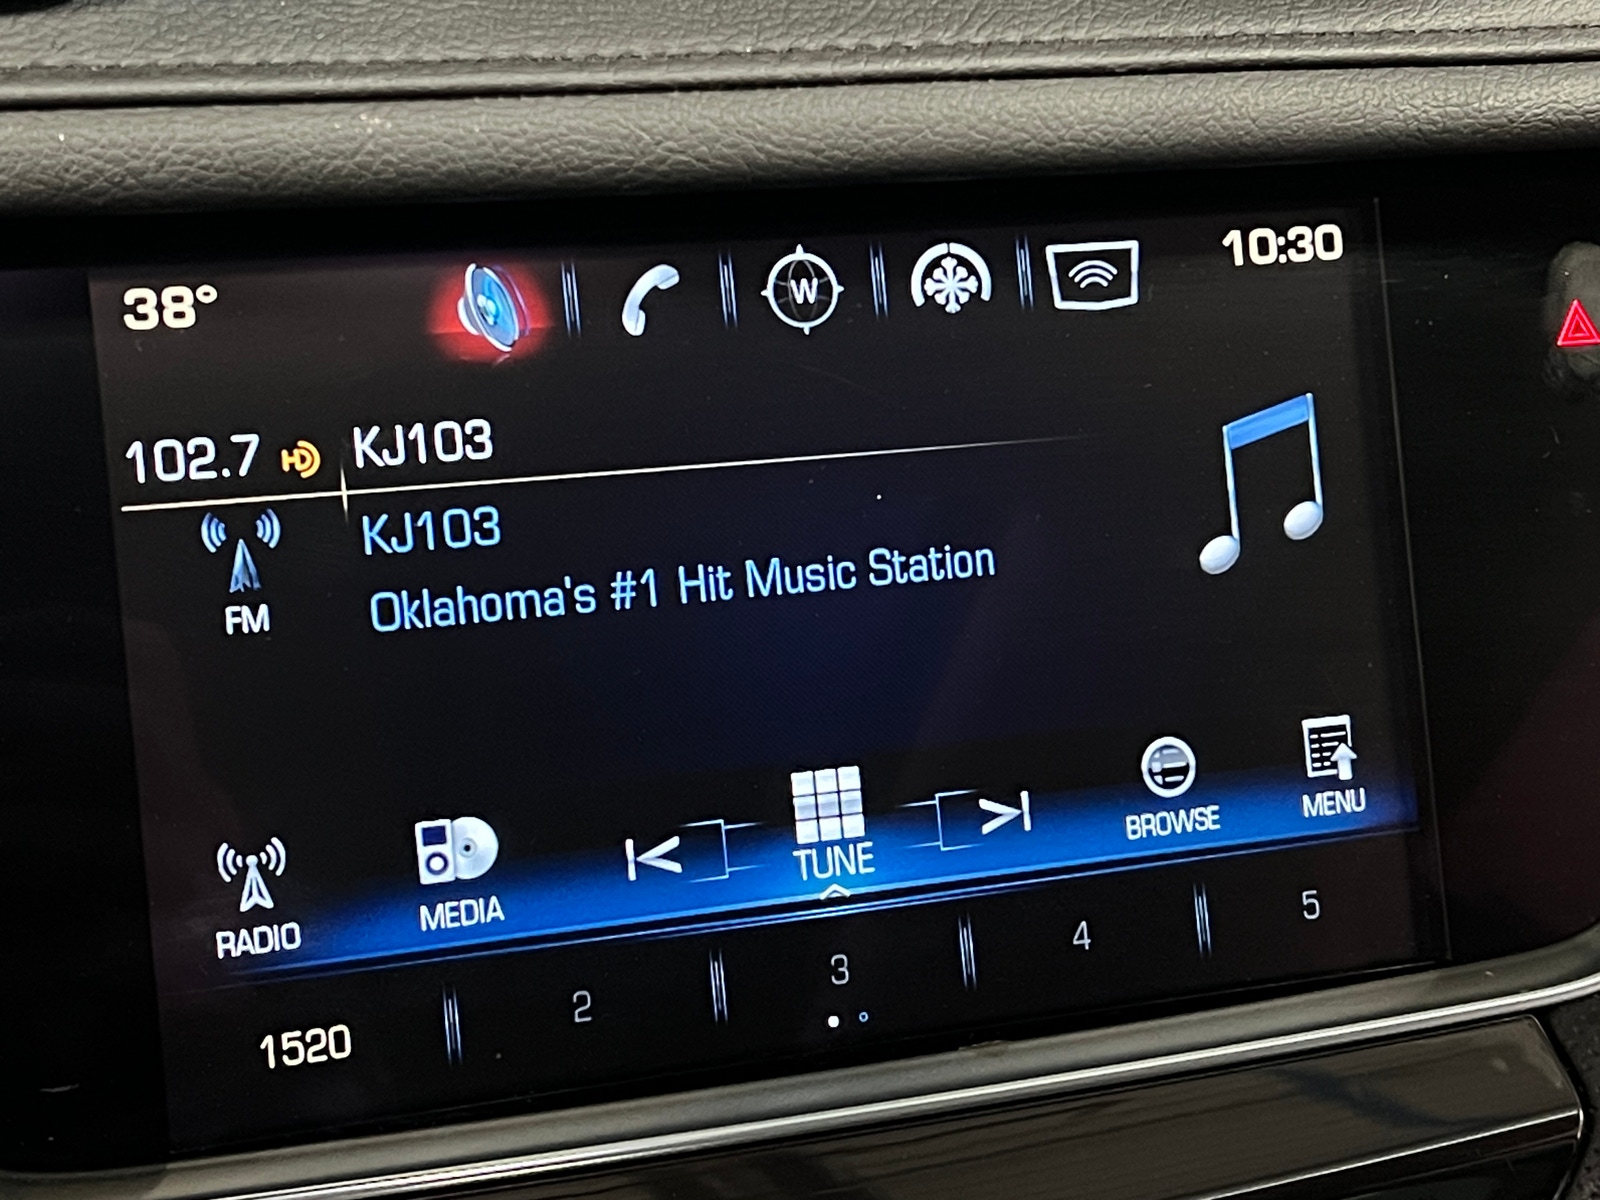 38°
W
10:30
102.7 HD KJ103
FM
KJ103
Oklahoma's #1 Hit Music Station
RADIO
MEDIA
TUNE
BROWSE
MENU
1520
2
3
4
5